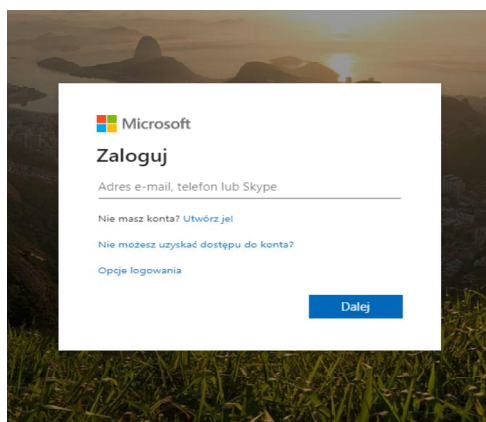 Microsoft
Zaloguj
Adres e-mail, telefon lub Skype
Nie masz konta? Utwórz je!
Nie możesz uzyskać dostępu do konta?
Opcje logowania
Dalej